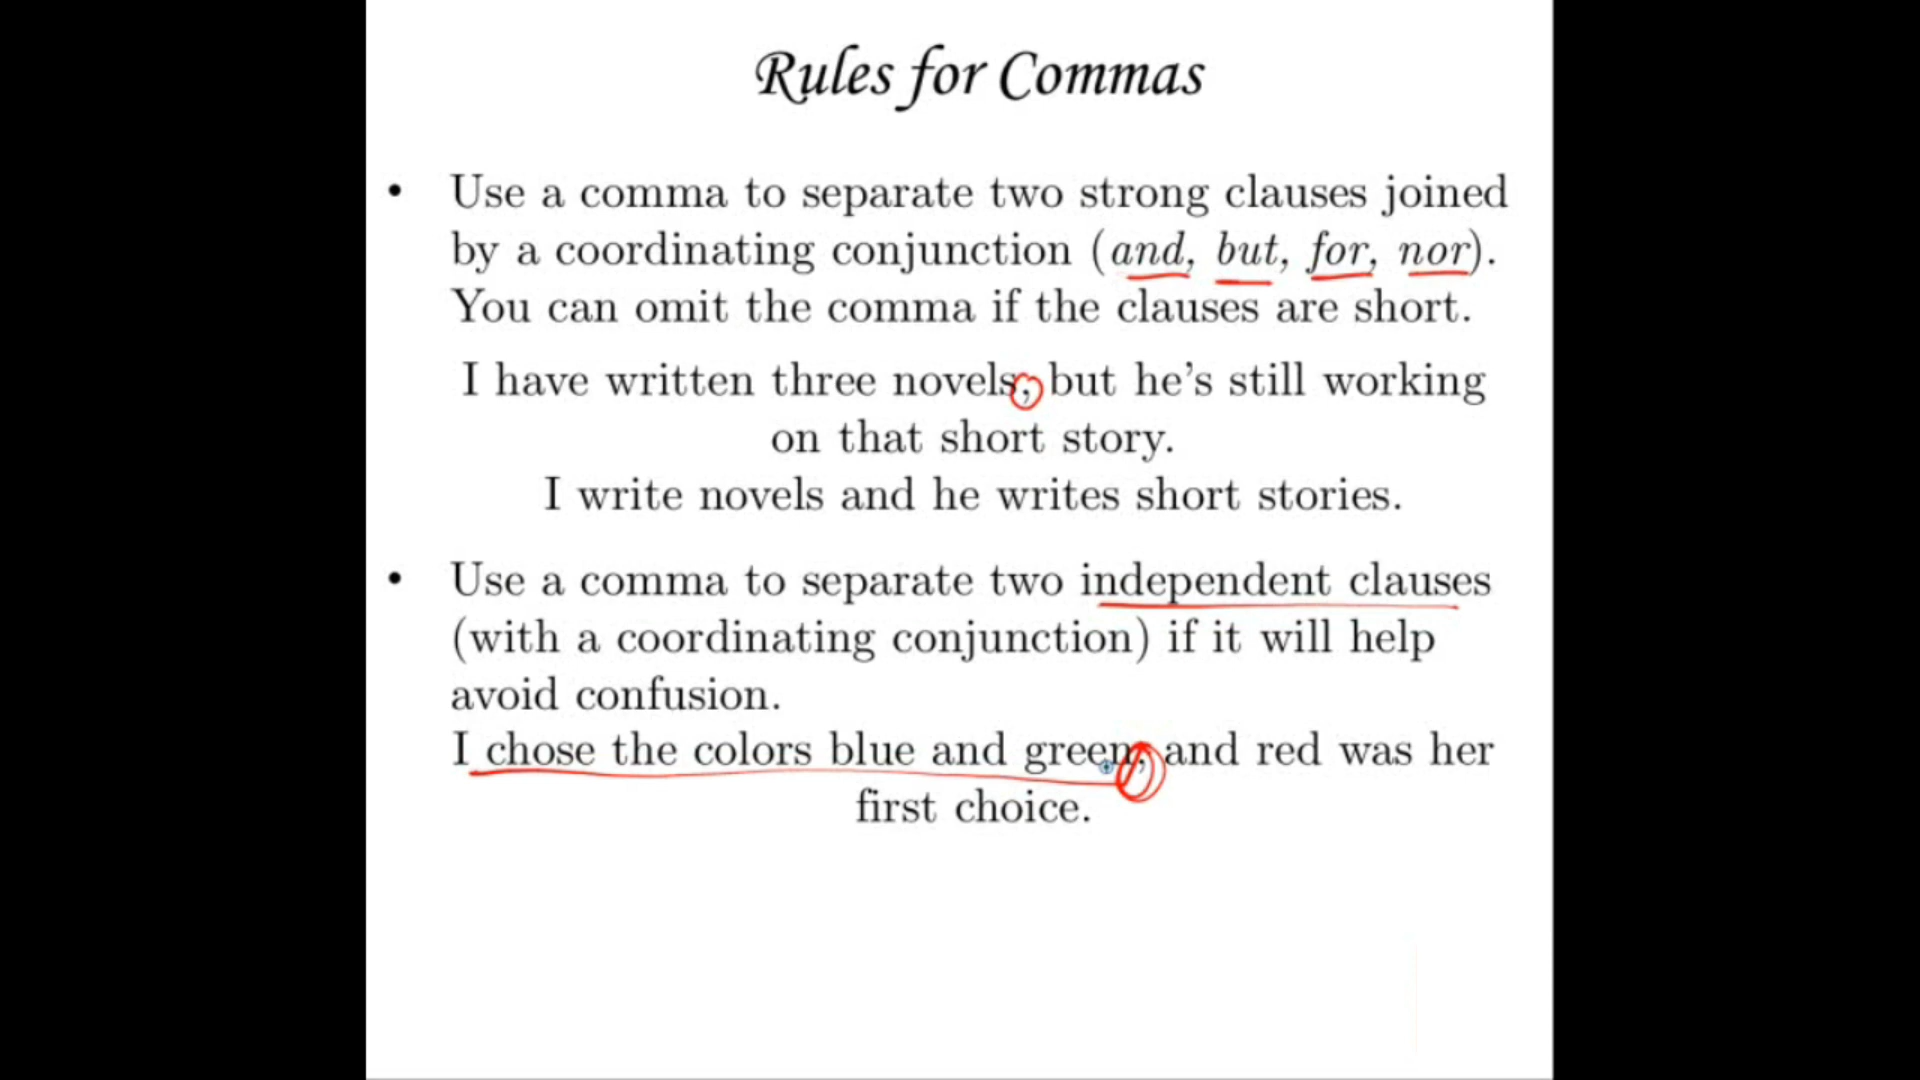 Rules for Commas
• Use a comma to separate two strong clauses joined
by a coordinating conjunction (and, but, for, nor).
You can omit the comma if the clauses are short.
I have written three novels, but he's still working
on that short story.
I write novels and he writes short stories.
• Use a comma to separate two independent clauses
(with a coordinating conjunction) if it will help
avoid confusion.
I chose the colors blue and green, and red was her
first choice.